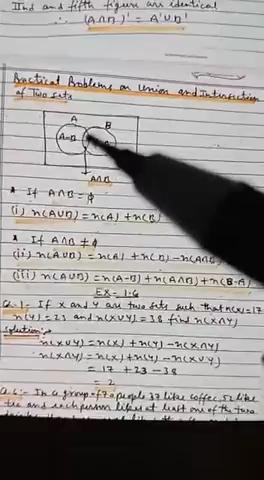 IInd and fifth figure are identical
∴ (A∩B)' = A'∪B'
Practical Problems on Union and Intersection
of Two sets
A B
A-B
A∩B
* If A∩B = ϕ
(i) n(A∪B) = n(A) + n(B)
* If A∩B ≠ ϕ
(ii) n(A∪B) = n(A) + n(B) - n(A∩B)
(iii) n(A∪B) = n(A-B) + n(A∩B) + n(B-A)
EX - 1.6
Q.1:- If X and Y are two sets such that n(X)=17
n(Y) = 23 and n(X∪Y) = 38 find n(X∩Y)
Solution:-
n(X∪Y) = n(X) + n(Y) - n(X∩Y)
n(X∩Y) = n(X) + n(Y) - n(X∪Y)
= 17 + 23 - 38
= 2
In a group of people 37 like coffee, 52 like
tea and each person likes at least one of the two